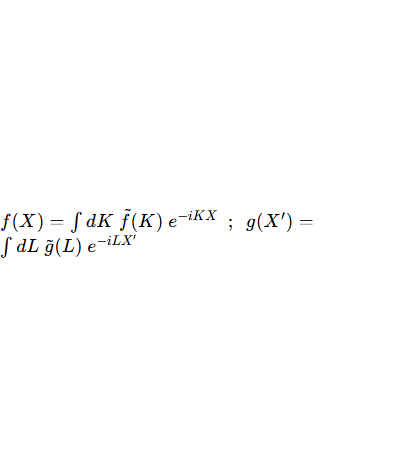 f(X) = ∫ dK f̃(K) e^{−iKX} ; g(X′) =
∫ dL g̃(L) e^{−iLX′}